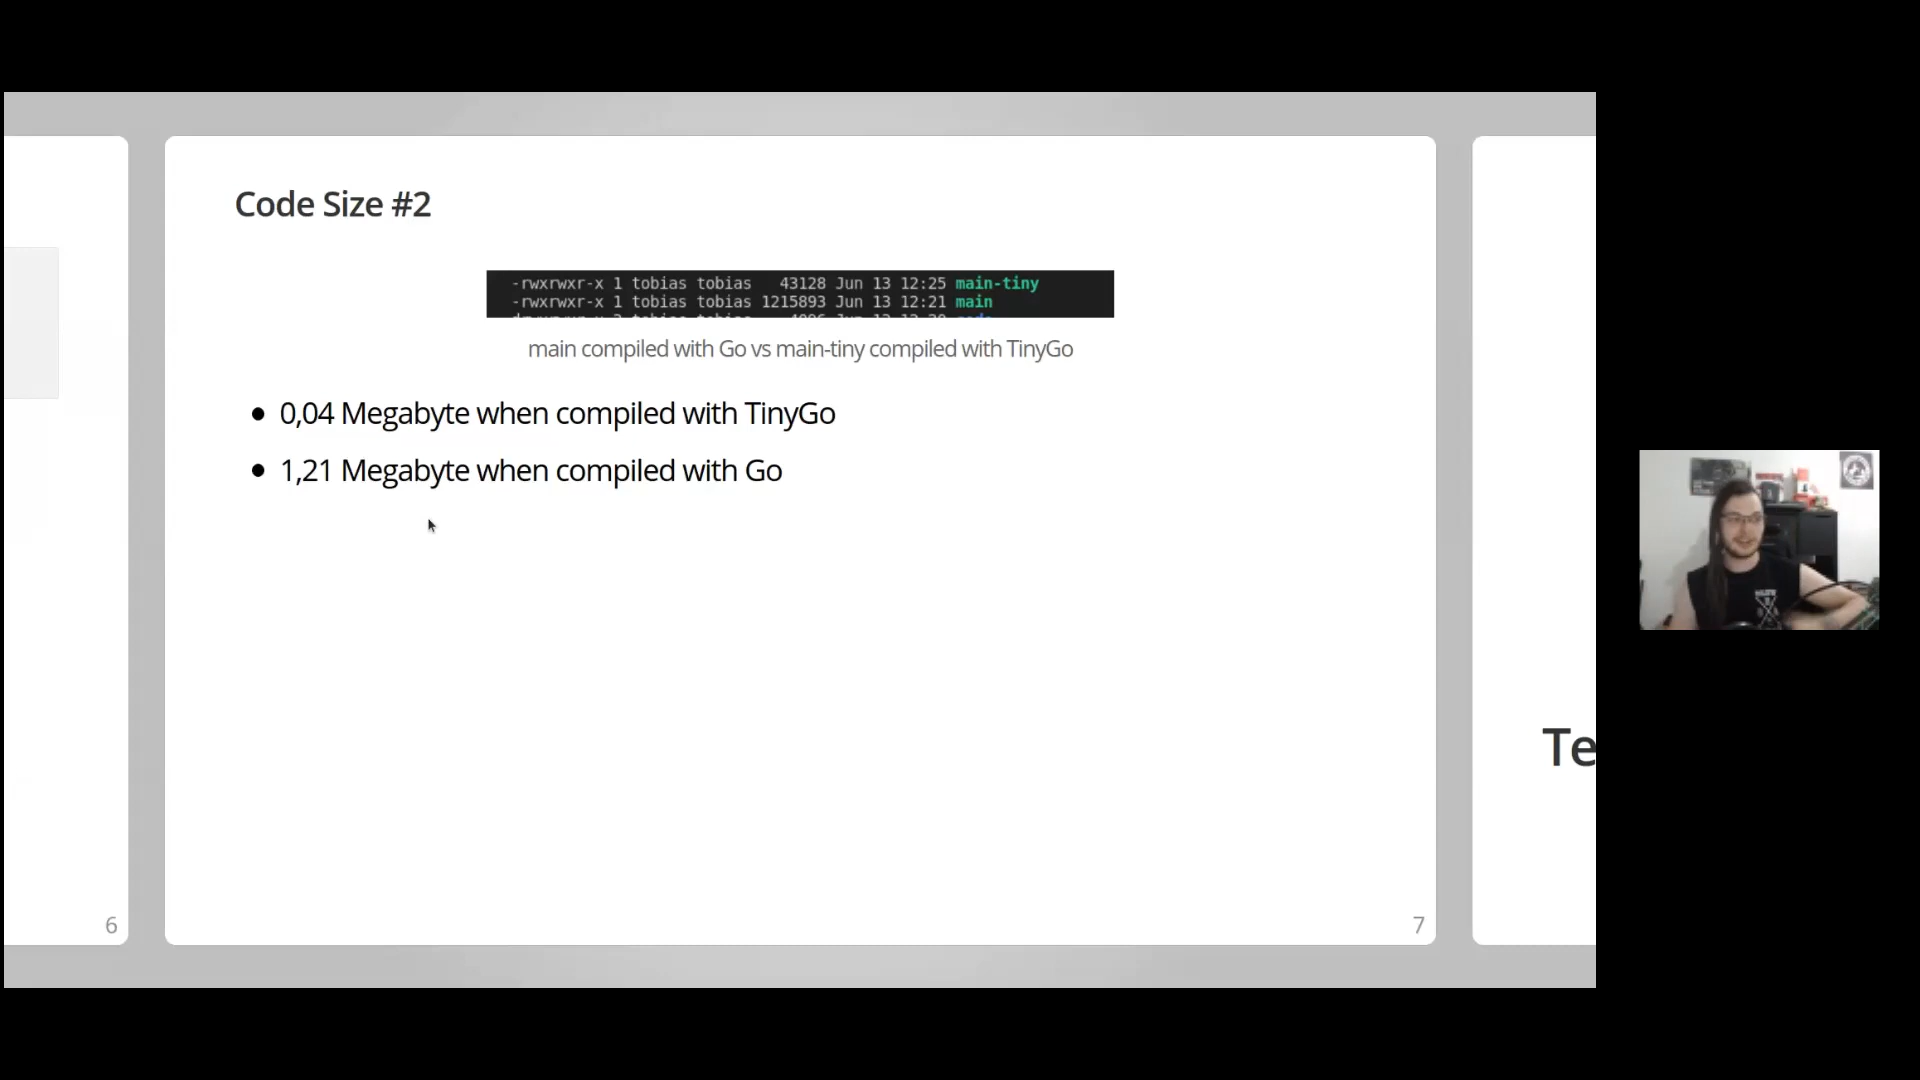 Code Size #2
-rwxrwxr-x 1 tobias tobias 43128 Jun 13 12:25 main-tiny
-rwxrwxr-x 1 tobias tobias 1215893 Jun 13 12:21 main
main compiled with Go vs main-tiny compiled with TinyGo
• 0,04 Megabyte when compiled with TinyGo
• 1,21 Megabyte when compiled with Go
Te
6
7